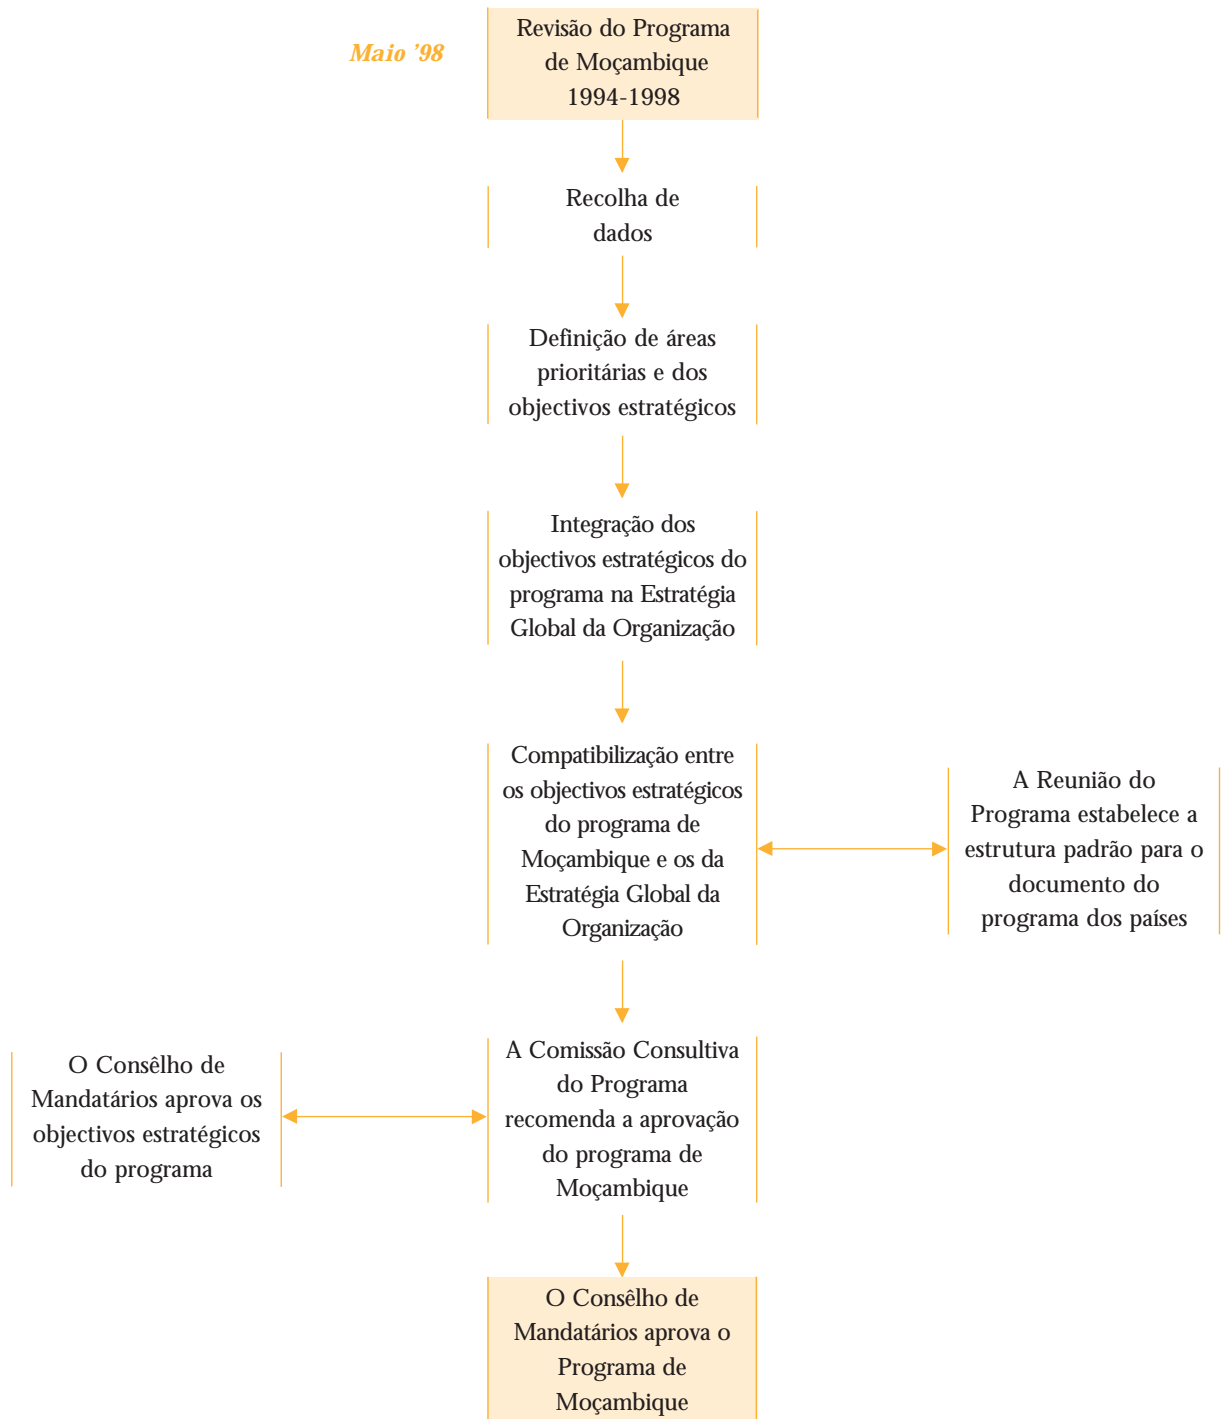 Maio ’98
Revisão do Programa
de Moçambique
1994-1998
Recolha de
dados
Definição de áreas
prioritárias e dos
objectivos estratégicos
Integração dos
objectivos estratégicos do
programa na Estratégia
Global da Organização
Compatibilização entre
os objectivos estratégicos
do programa de
Moçambique e os da
Estratégia Global da
Organização
A Reunião do
Programa estabelece a
estrutura padrão para o
documento do
programa dos países
A Comissão Consultiva
do Programa
recomenda a aprovação
do programa de
Moçambique
O Consêlho de
Mandatários aprova os
objectivos estratégicos
do programa
O Consêlho de
Mandatários aprova o
Programa de
Moçambique